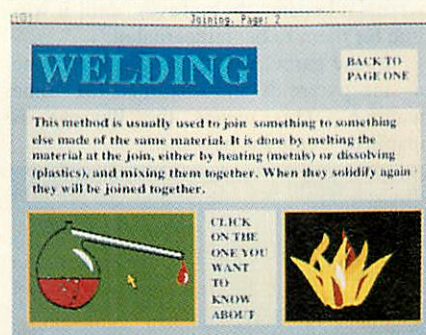 Joining, Page: 2
WELDING
BACK TO
PAGE ONE
This method is usually used to join something to something
else made of the same material. It is done by melting the
material at the join, either by heating (metals) or dissolving
(plastics), and mixing them together. When they solidify again
they will be joined together.
CLICK
ON THE
ONE YOU
WANT
TO
KNOW
ABOUT